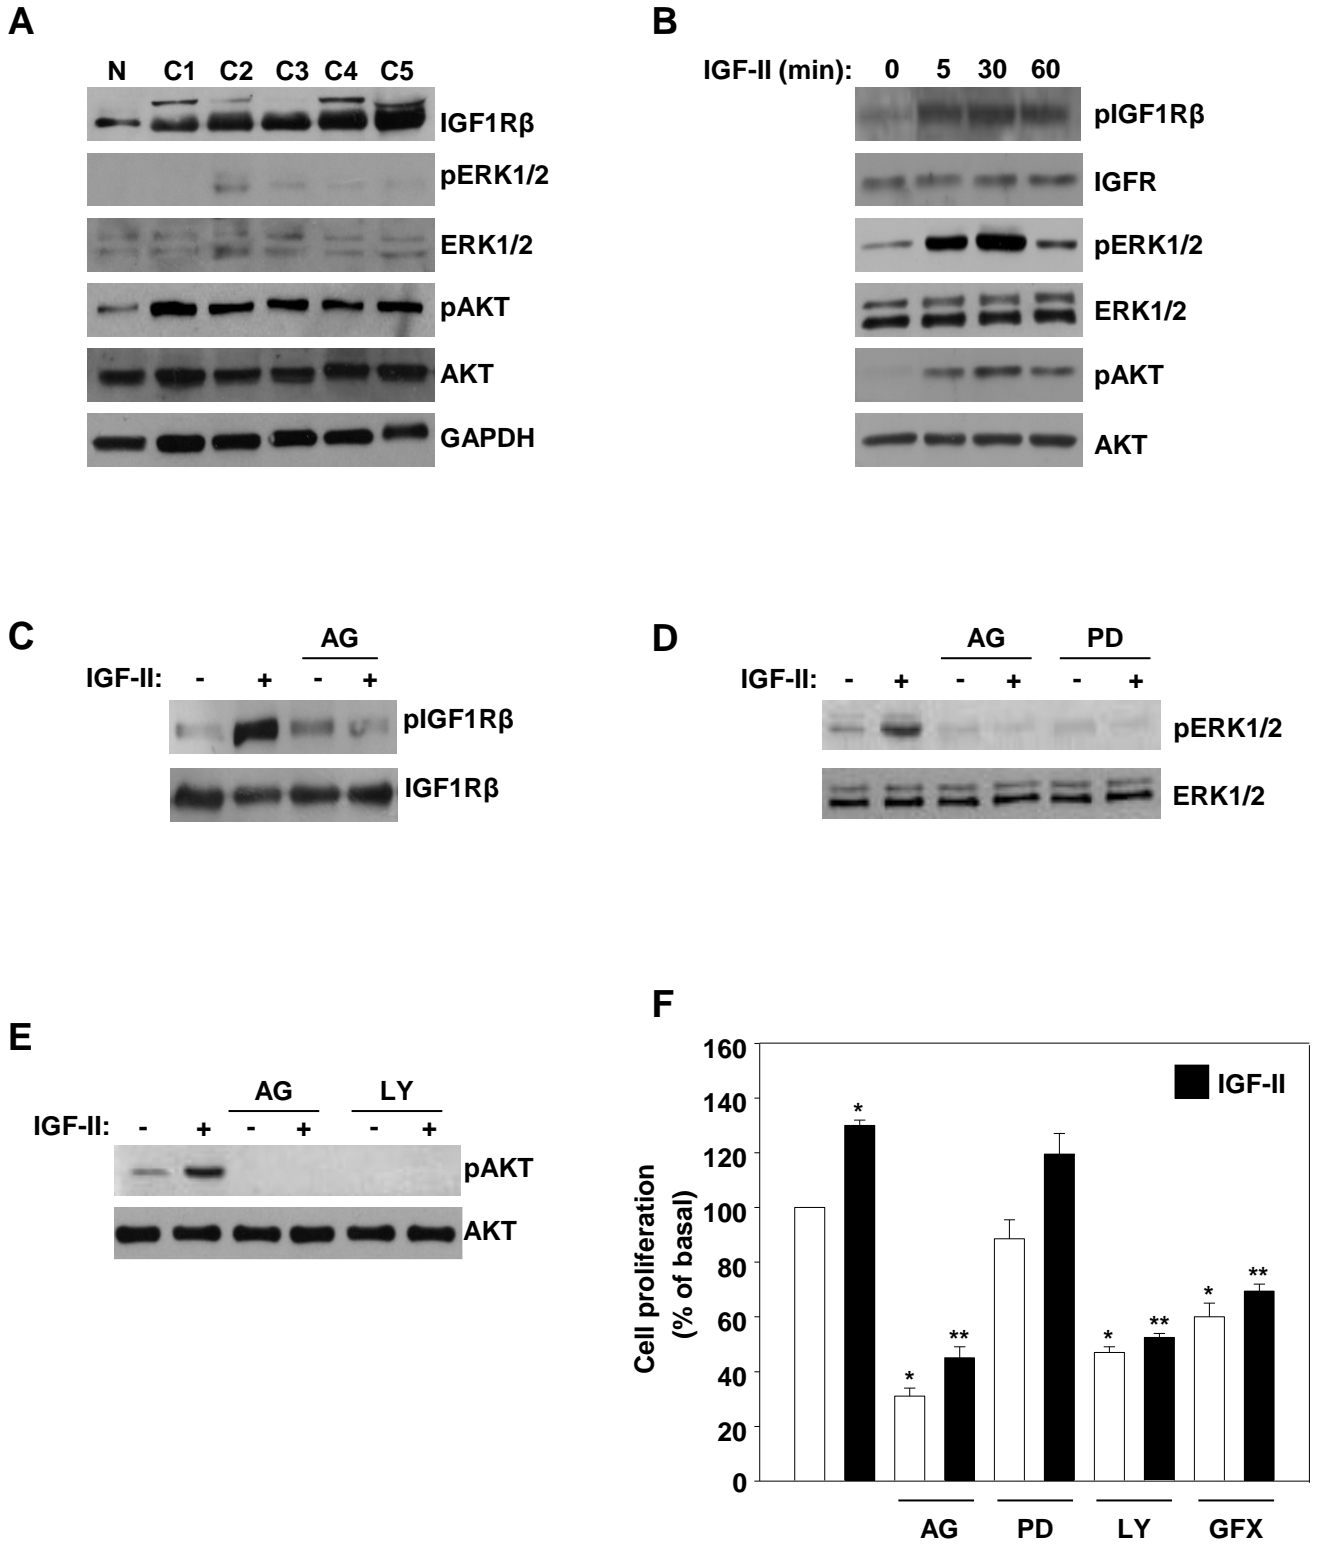 A
N C1 C2 C3 C4 C5
IGF1Rβ
pERK1/2
ERK1/2
pAKT
AKT
GAPDH
B
IGF-II (min): 0 5 30 60
pIGF1Rβ
IGFR
pERK1/2
ERK1/2
pAKT
AKT
C
AG
IGF-II: - + - +
pIGF1Rβ
IGF1Rβ
D
AG PD
IGF-II: - + - + - +
pERK1/2
ERK1/2
E
AG LY
IGF-II: - + - + - +
pAKT
AKT
F
160
140
120
100
80
60
40
20
0
Cell proliferation
(% of basal)
IGF-II
*
* **
* **
* **
AG PD LY GFX